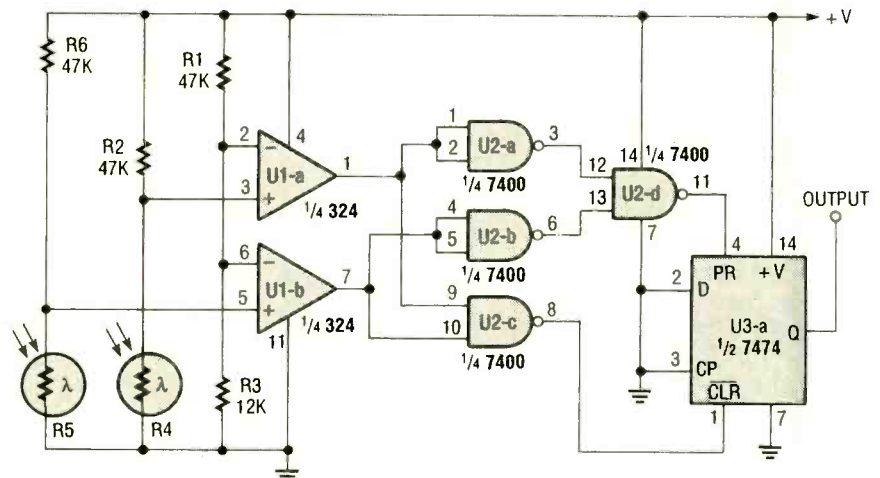 +V
R6
47K
R1
47K
R2
47K
2
−
4
U1-a
1
3
+
1/4 324
6
−
U1-b
7
5
+
1/4 324
11
1
2
U2-a
3
1/4 7400
4
5
U2-b
6
1/4 7400
9
10
U2-c
8
1/4 7400
14
1/4 7400
12
13
U2-d
11
7
OUTPUT
4
14
PR
+V
2
D
U3-a
1/2 7474
Q
3
CP
CLR
1
7
λ
R5
λ
R4
R3
12K